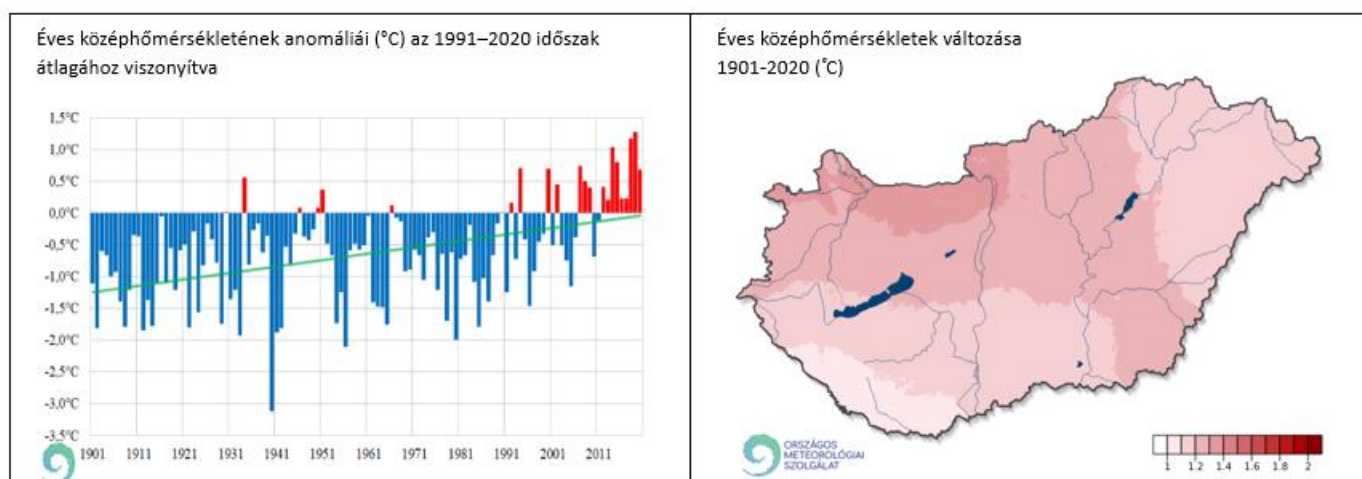 Éves középhőmérsékletének anomáliái (°C) az 1991–2020 időszak
átlagához viszonyítva
1,5°C
1,0°C
0,5°C
0,0°C
-0,5°C
-1,0°C
-1,5°C
-2,0°C
-2,5°C
-3,0°C
-3,5°C
1901 1911 1921 1931 1941 1951 1961 1971 1981 1991 2001 2011
Éves középhőmérsékletek változása
1901-2020 (°C)
ORSZÁGOS
METEOROLÓGIAI
SZOLGÁLAT
1 1.2 1.4 1.6 1.8 2